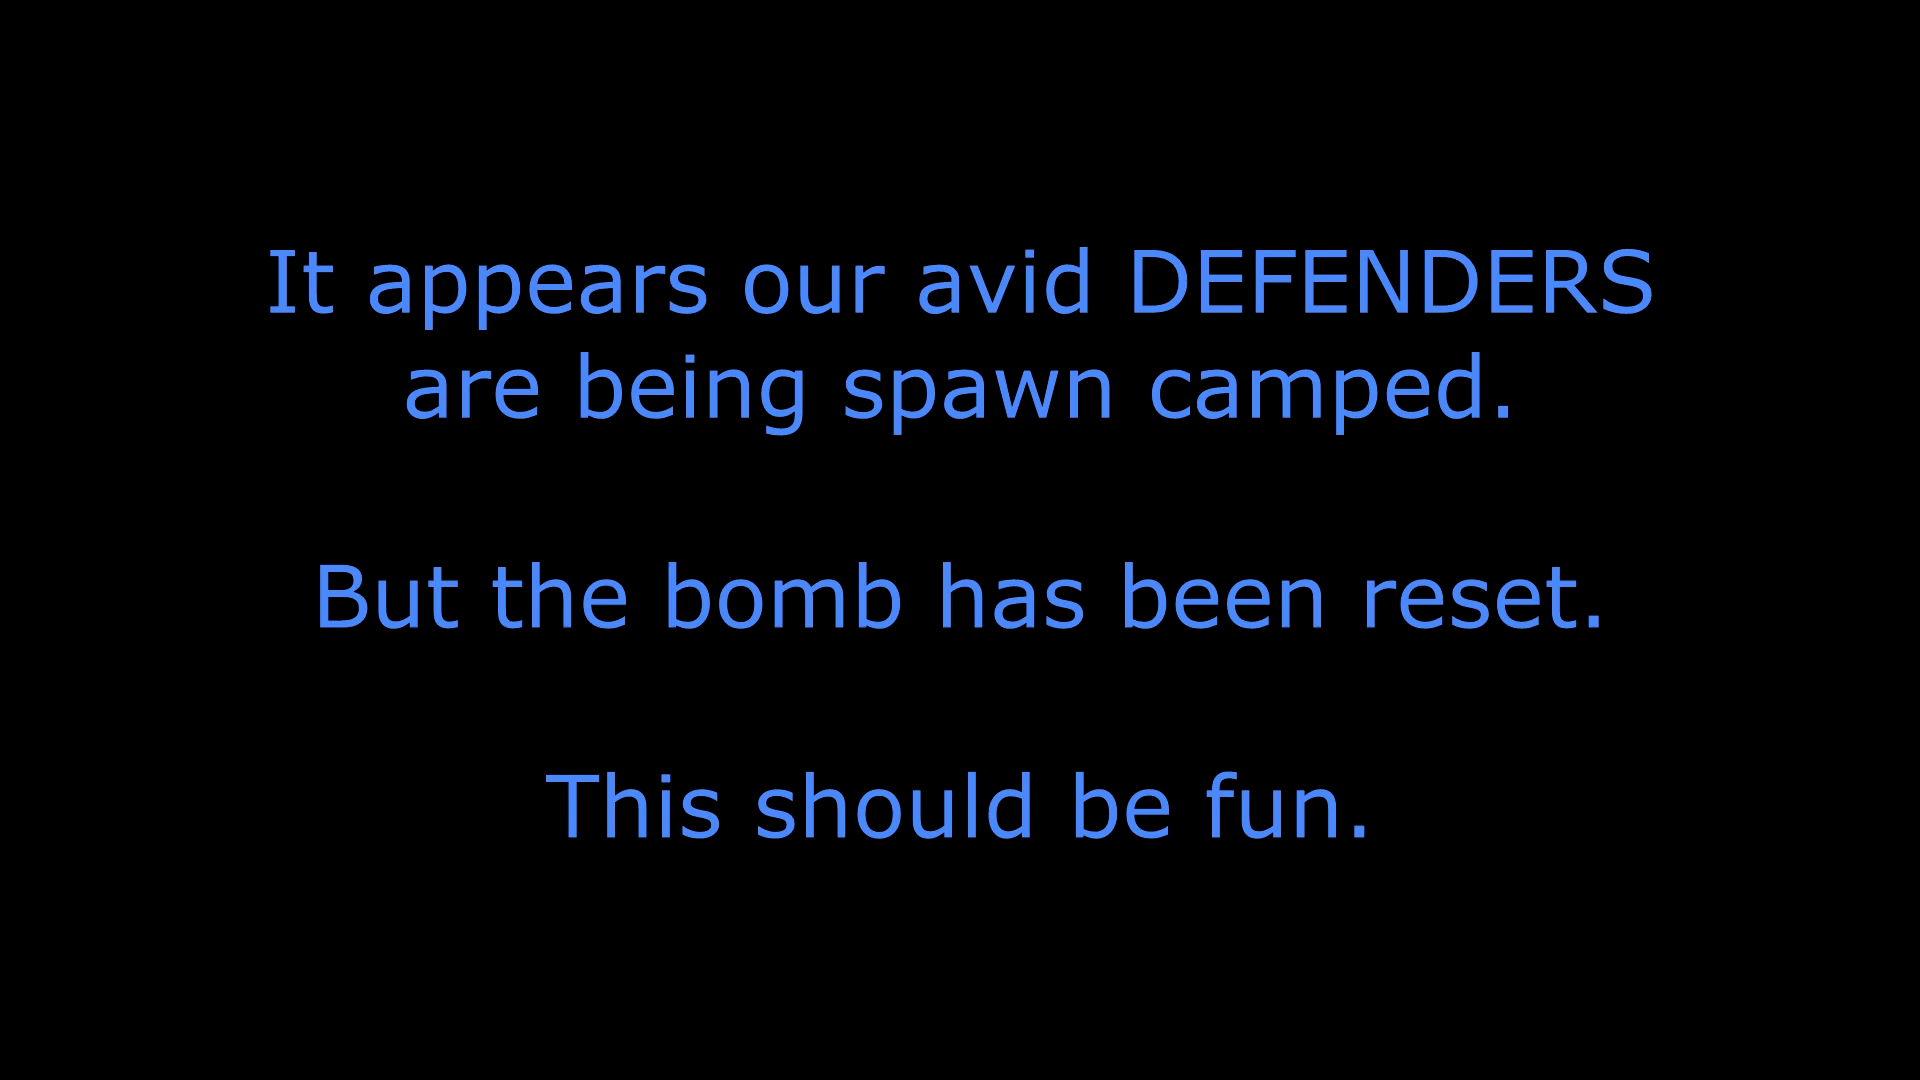 It appears our avid DEFENDERS
are being spawn camped.
But the bomb has been reset.
This should be fun.